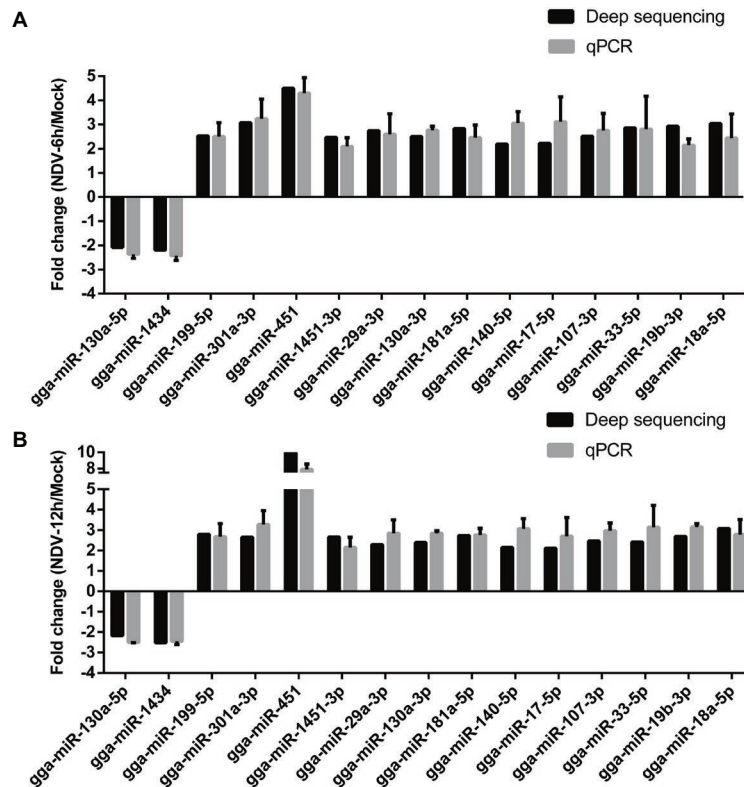 A
Deep sequencing
qPCR
Fold change (NDV-6h/Mock)
5
4
3
2
1
0
-1
-2
-3
-4
gga-miR-130a-5p
gga-miR-1434
gga-miR-199-5p
gga-miR-301a-3p
gga-miR-451
gga-miR-1451-3p
gga-miR-29a-3p
gga-miR-130a-3p
gga-miR-181a-5p
gga-miR-140-5p
gga-miR-17-5p
gga-miR-107-3p
gga-miR-33-5p
gga-miR-19b-3p
gga-miR-18a-5p
B
Deep sequencing
qPCR
Fold change (NDV-12h/Mock)
10
8
5
4
3
2
1
0
-1
-2
-3
-4
gga-miR-130a-5p
gga-miR-1434
gga-miR-199-5p
gga-miR-301a-3p
gga-miR-451
gga-miR-1451-3p
gga-miR-29a-3p
gga-miR-130a-3p
gga-miR-181a-5p
gga-miR-140-5p
gga-miR-17-5p
gga-miR-107-3p
gga-miR-33-5p
gga-miR-19b-3p
gga-miR-18a-5p